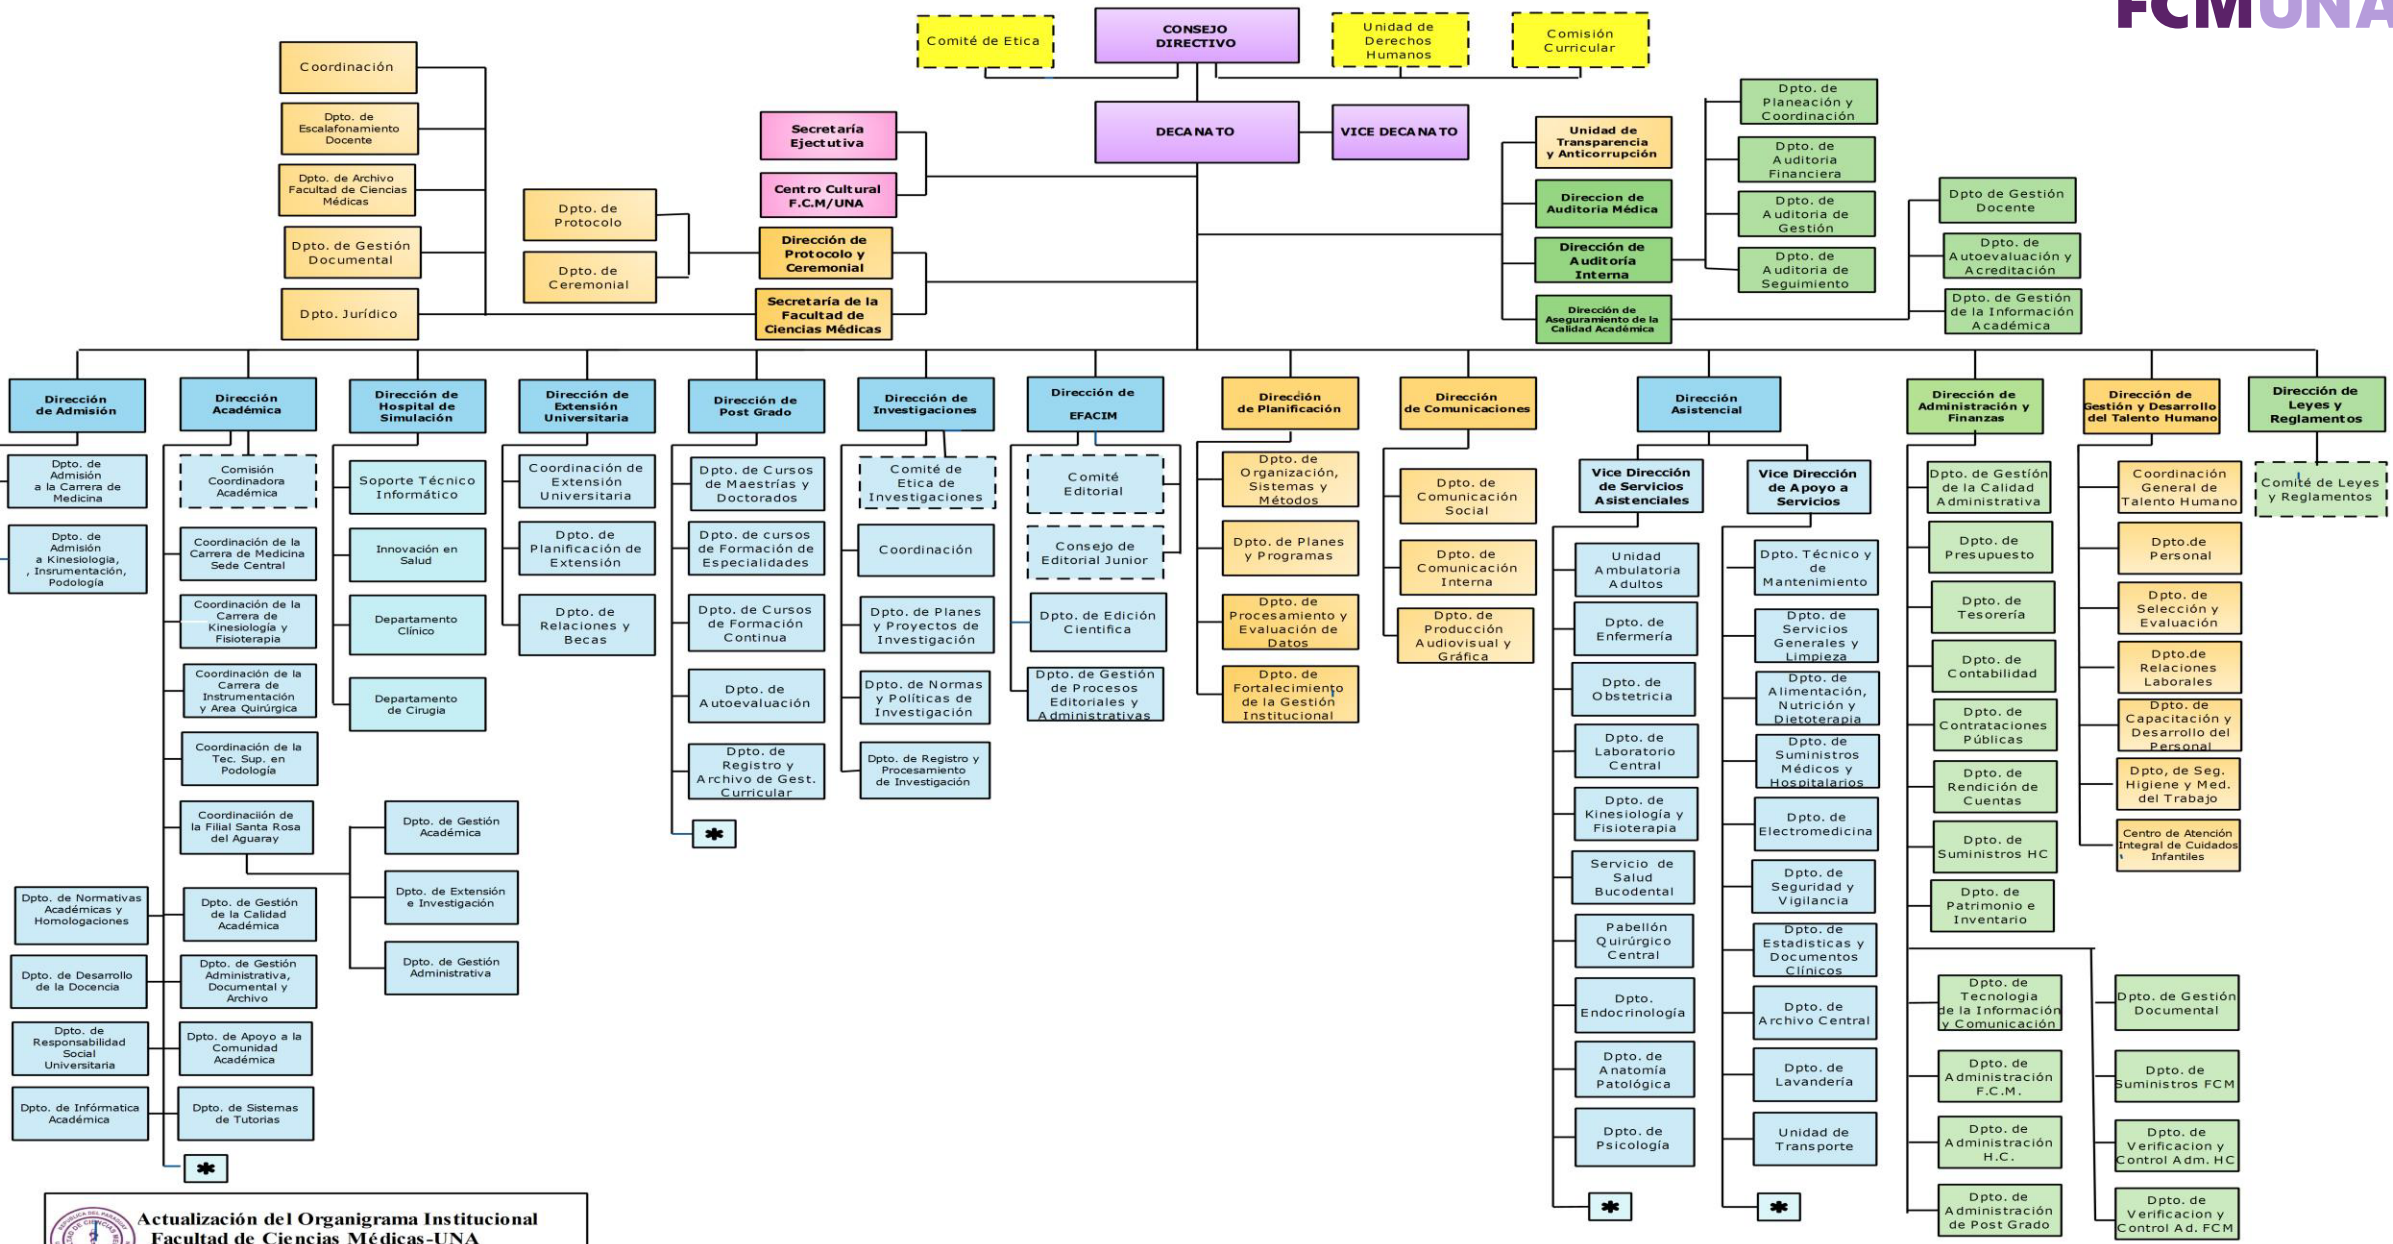 FCMUNA
Comité de Etica
CONSEJO
DIRECTIVO
Unidad de
Derechos
Humanos
Comisión
Curricular
Coordinación
Dpto. de
Escalafonamiento
Docente
Dpto. de Archivo
Facultad de Ciencias
Médicas
Dpto. de Gestión
Documental
Dpto. Jurídico
Dpto. de
Protocolo
Dpto. de
Ceremonial
Secretaría
Ejectutiva
Centro Cultural
F.C.M/UNA
Dirección de
Protocolo y
Ceremonial
Secretaría de la
Facultad de
Ciencias Médicas
DECANATO
VICE DECANATO
Unidad de
Transparencia
y Anticorrupción
Direccion de
Auditoria Médica
Dirección de
Auditoría
Interna
Dirección de
Aseguramiento de la
Calidad Académica
Dpto. de
Planeación y
Coordinación
Dpto. de
Auditoria
Financiera
Dpto. de
Auditoria de
Gestión
Dpto. de
Auditoria de
Seguimiento
Dpto de Gestión
Docente
Dpto. de
Autoevaluación y
Acreditación
Dpto. de Gestión
de la Información
Académica
Dirección
de Admisión
Dpto. de
Admisión
a la Carrera de
Medicina
Dpto. de
Admisión
a Kinesiologia,
, Insrumentación,
Podología
Dirección
Académica
Comisión
Coordinadora
Académica
Coordinación de la
Carrera de Medicina
Sede Central
Coordinación de la
Carrera de
Kinesiología y
Fisioterapia
Coordinación de la
Carrera de
Instrumentación
y Area Quirúrgica
Coordinación de la
Tec. Sup. en
Podología
Coordinaciión de
la Filial Santa Rosa
del Aguaray
Dpto. de Gestión
Académica
Dpto. de Extensión
e Investigación
Dpto. de Gestión
Administrativa
Dpto. de Normativas
Académicas y
Homologaciones
Dpto. de Gestión
de la Calidad
Académica
Dpto. de Desarrollo
de la Docencia
Dpto. de Gestión
Administrativa,
Documental y
Archivo
Dpto. de
Responsabilidad
Social
Universitaria
Dpto. de Apoyo a la
Comunidad
Académica
Dpto. de Infórmatica
Académica
Dpto. de Sistemas
de Tutorias
*
Dirección de
Hospital de
Simulación
Soporte Técnico
Informático
Innovación en
Salud
Departamento
Clínico
Departamento
de Cirugia
Dirección de
Extensión
Universitaria
Coordinación de
Extensión
Universitaria
Dpto. de
Planificación de
Extensión
Dpto. de
Relaciones y
Becas
Dirección de
Post Grado
Dpto. de Cursos
de Maestrías y
Doctorados
Dpto. de cursos
de Formación de
Especialidades
Dpto. de Cursos
de Formación
Continua
Dpto. de
Autoevaluación
Dpto. de
Registro y
Archivo de Gest.
Curricular
*
Dirección de
Investigaciones
Comité de
Etica de
Investigaciones
Coordinación
Dpto. de Planes
y Proyectos de
Investigación
Dpto. de Normas
y Políticas de
Investigación
Dpto. de Registro y
Procesamiento
de Investigación
Dirección de
EFACIM
Comité
Editorial
Consejo de
Editorial Junior
Dpto. de Edición
Cientifica
Dpto. de Gestión
de Procesos
Editoriales y
Administrativas
Dirección
de Planificación
Dpto. de
Organización,
Sistemas y
Métodos
Dpto. de Planes
y Programas
Dpto. de
Procesamiento y
Evaluación de
Datos
Dpto. de
Fortalecimiento
de la Gestión
Institucional
Dirección
de Comunicaciones
Dpto. de
Comunicación
Social
Dpto. de
Comunicación
Interna
Dpto. de
Producción
Audiovisual y
Gráfica
Dirección
Asistencial
Vice Dirección
de Servicios
Asistenciales
Unidad
Ambulatoria
Adultos
Dpto. de
Enfermería
Dpto. de
Obstetricia
Dpto. de
Laboratorio
Central
Dpto. de
Kinesiología y
Fisioterapia
Servicio de
Salud
Bucodental
Pabellón
Quirúrgico
Central
Dpto.
Endocrinología
Dpto. de
Anatomía
Patológica
Dpto. de
Psicología
*
Vice Dirección
de Apoyo a
Servicios
Dpto. Técnico y
de
Mantenimiento
Dpto. de
Servicios
Generales y
Limpieza
Dpto. de
Alimentación,
Nutrición y
Dietoterapia
Dpto. de
Suministros
Médicos y
Hospitalarios
Dpto. de
Electromedicina
Dpto. de
Seguridad y
Vigilancia
Dpto. de
Estadisticas y
Documentos
Clínicos
Dpto. de
Archivo Central
Dpto. de
Lavandería
Unidad de
Transporte
*
Dirección de
Administración y
Finanzas
Dpto. de Gestión
de la Calidad
Administrativa
Dpto. de
Presupuesto
Dpto. de
Tesorería
Dpto. de
Contabilidad
Dpto. de
Contrataciones
Públicas
Dpto. de
Rendición de
Cuentas
Dpto. de
Suministros HC
Dpto. de
Patrimonio e
Inventario
Dpto. de
Tecnologia
de la Información
y Comunicación
Dpto. de
Administración
F.C.M.
Dpto. de
Administración
H.C.
Dpto. de
Administración
de Post Grado
Dpto. de Gestión
Documental
Dpto. de
Suministros FCM
Dpto. de
Verificacion y
Control Adm. HC
Dpto. de
Verificacion y
Control Ad. FCM
Dirección de
Gestión y Desarrollo
del Talento Humano
Coordinación
General de
Talento Humano
Dpto.de
Personal
Dpto. de
Selección y
Evaluación
Dpto.de
Relaciones
Laborales
Dpto. de
Capacitación y
Desarrollo del
Personal
Dpto, de Seg.
Higiene y Med.
del Trabajo
Centro de Atención
Integral de Cuidados
Infantiles
Dirección de
Leyes y
Reglamentos
Comité de Leyes
y Reglamentos
Actualización del Organigrama Institucional
Facultad de Ciencias Médicas-UNA